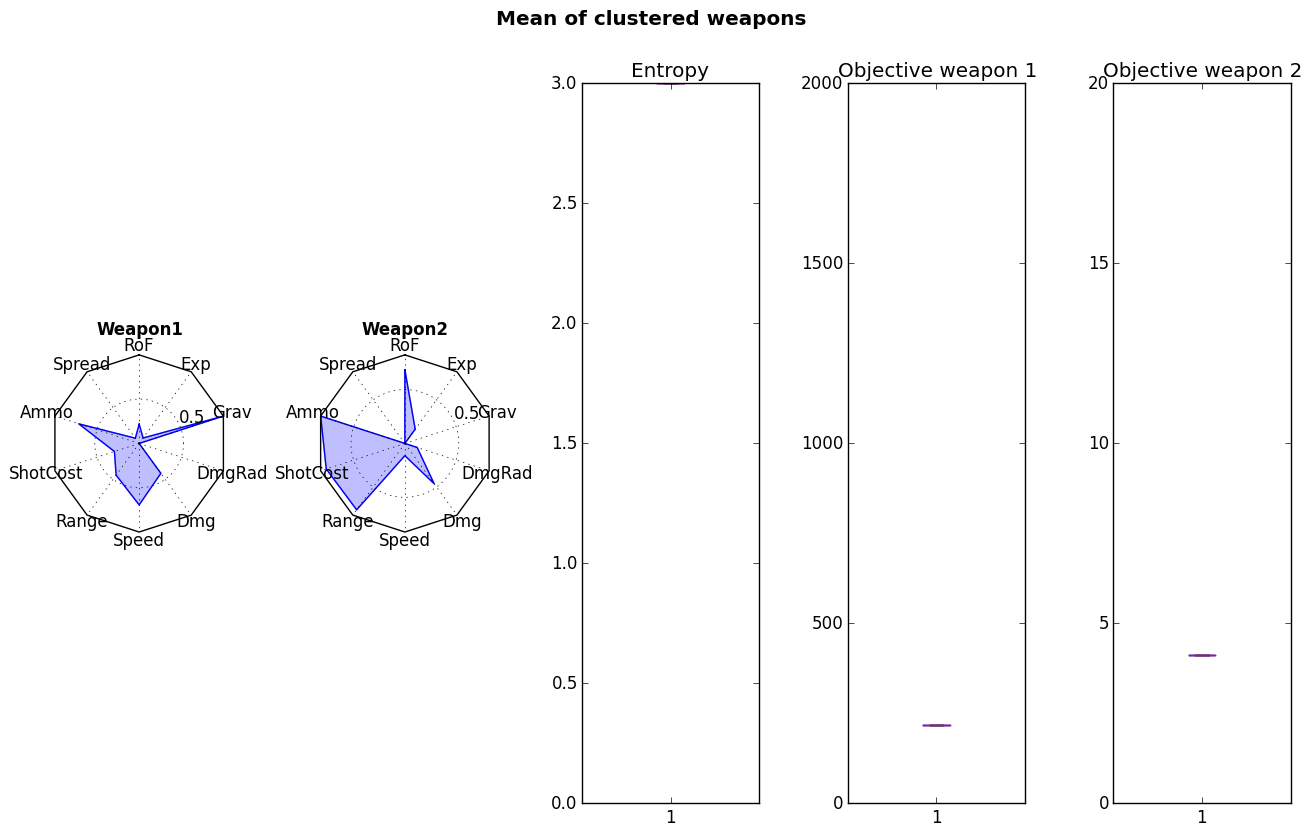 Mean of clustered weapons
Weapon1
RoF
Spread
Exp
Ammo
0.5
Grav
ShotCost
DmgRad
Range
Dmg
Speed
Weapon2
RoF
Spread
Exp
Ammo
0.5
Grav
ShotCost
DmgRad
Range
Dmg
Speed
Entropy
3.0
2.5
2.0
1.5
1.0
0.5
0.0
1
Objective weapon 1
2000
1500
1000
500
0
1
Objective weapon 2
20
15
10
5
0
1